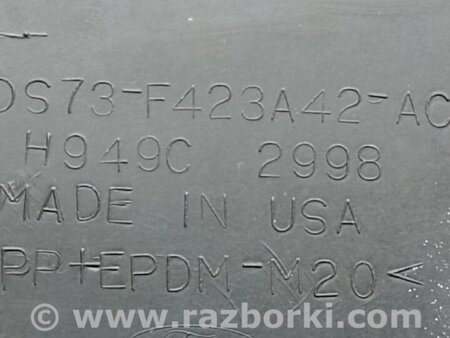 DS73-F423A42-AC
H949C 2998
MADE IN USA
PP+EPDM-M20<
www.razborki.com